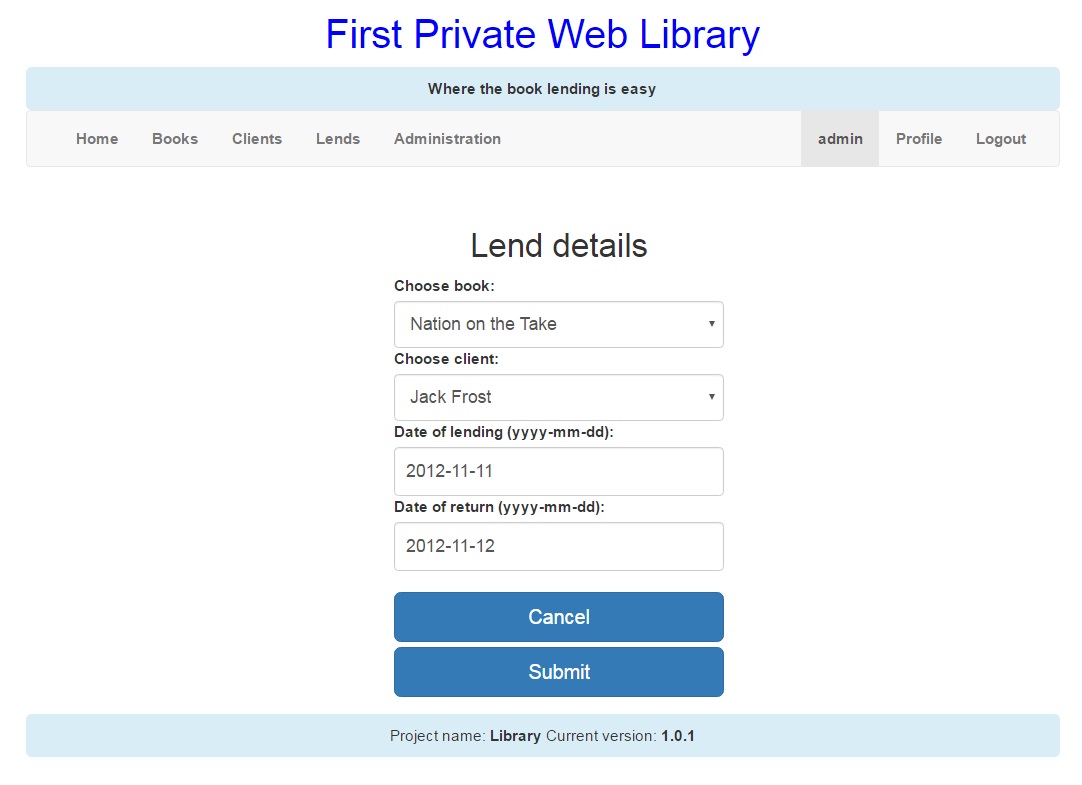 First Private Web Library
Where the book lending is easy
Home Books Clients Lends Administration admin Profile Logout
Lend details
Choose book:
Nation on the Take
Choose client:
Jack Frost
Date of lending (yyyy-mm-dd):
2012-11-11
Date of return (yyyy-mm-dd):
2012-11-12
Cancel
Submit
Project name: Library Current version: 1.0.1